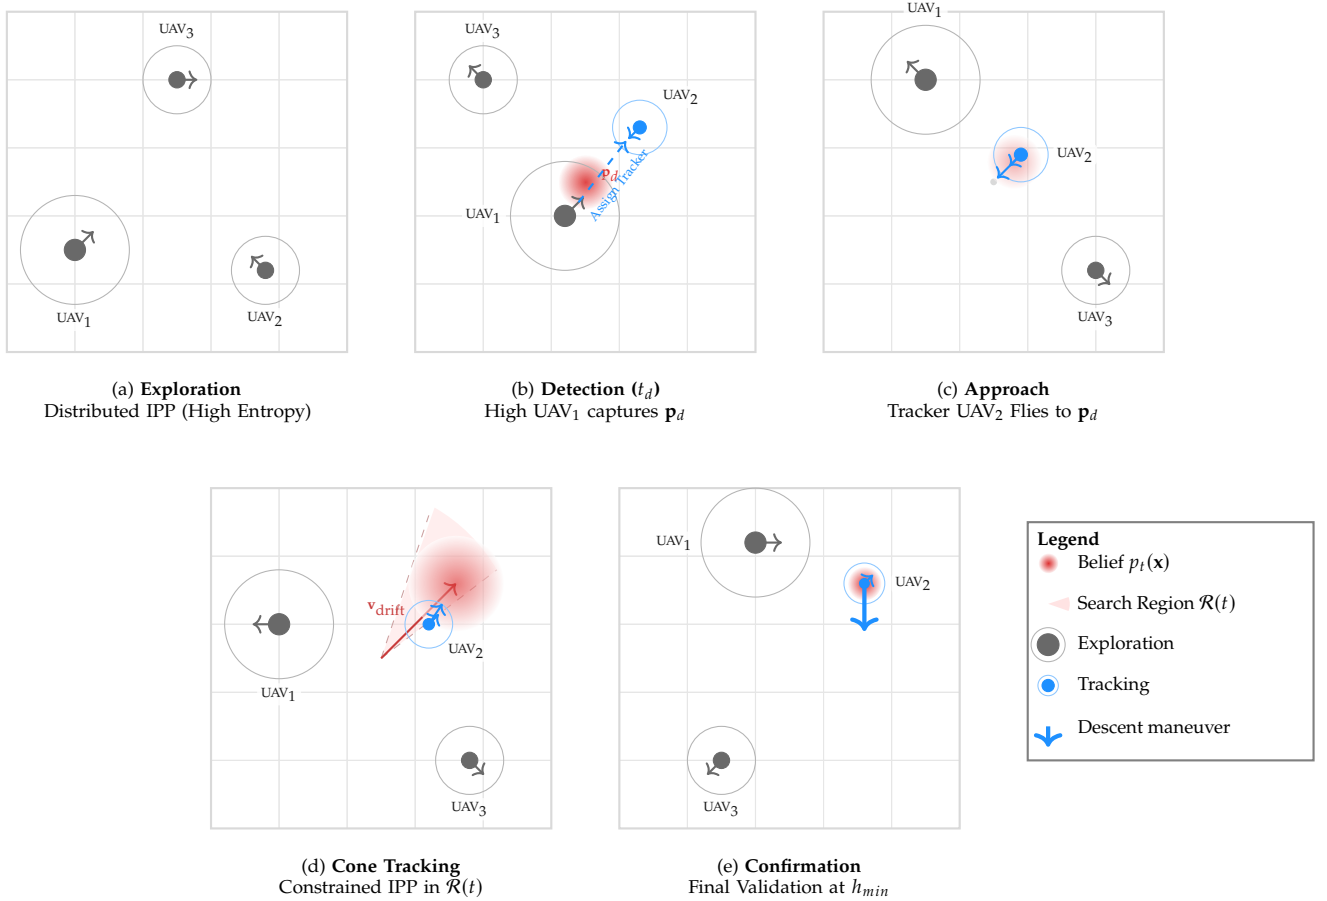 UAV3
UAV1
UAV2
(a) Exploration
Distributed IPP (High Entropy)
UAV3
UAV2
pd
Assign Tracker
UAV1
(b) Detection (td)
High UAV1 captures pd
UAV1
UAV2
UAV3
(c) Approach
Tracker UAV2 Flies to pd
vdrift
UAV2
UAV1
UAV3
(d) Cone Tracking
Constrained IPP in R(t)
UAV1
UAV2
UAV3
(e) Confirmation
Final Validation at hmin
Legend
Belief pt(x)
Search Region R(t)
Exploration
Tracking
Descent maneuver